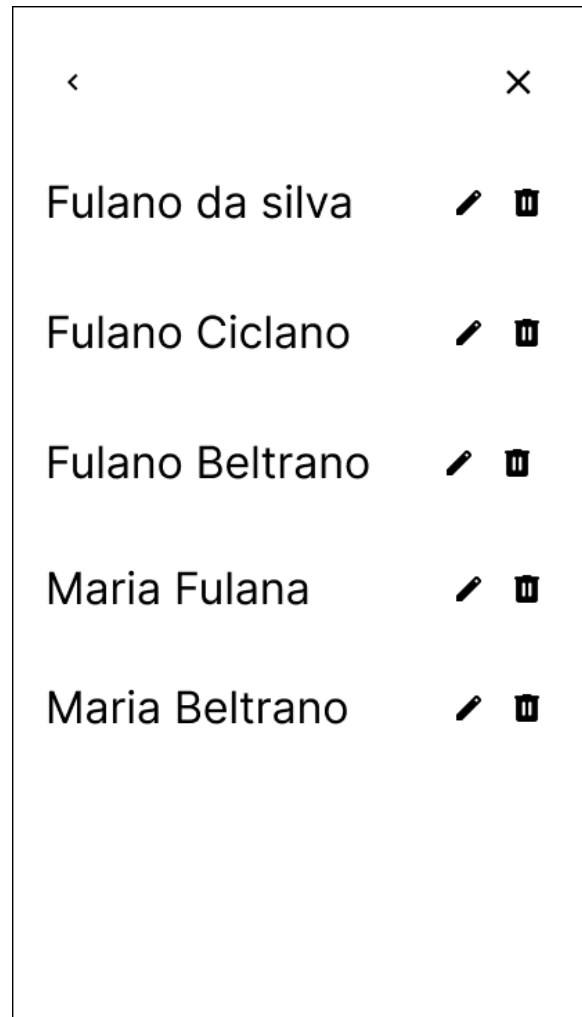 Fulano da silva
Fulano Ciclano
Fulano Beltrano
Maria Fulana
Maria Beltrano